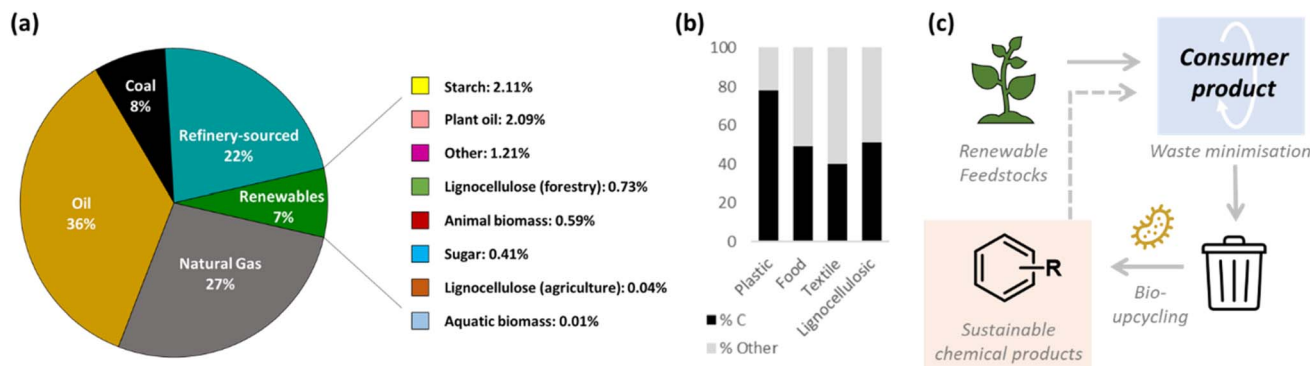 (a)
Coal
8%
Refinery-sourced
22%
Renewables
7%
Oil
36%
Natural Gas
27%
Starch: 2.11%
Plant oil: 2.09%
Other: 1.21%
Lignocellulose (forestry): 0.73%
Animal biomass: 0.59%
Sugar: 0.41%
Lignocellulose (agriculture): 0.04%
Aquatic biomass: 0.01%
(b)
100
80
60
40
20
0
Plastic
Food
Textile
Lignocellulosic
% C
% Other
(c)
Consumer
product
Renewable
Feedstocks
Waste minimisation
R
Bio-
upcycling
Sustainable
chemical products